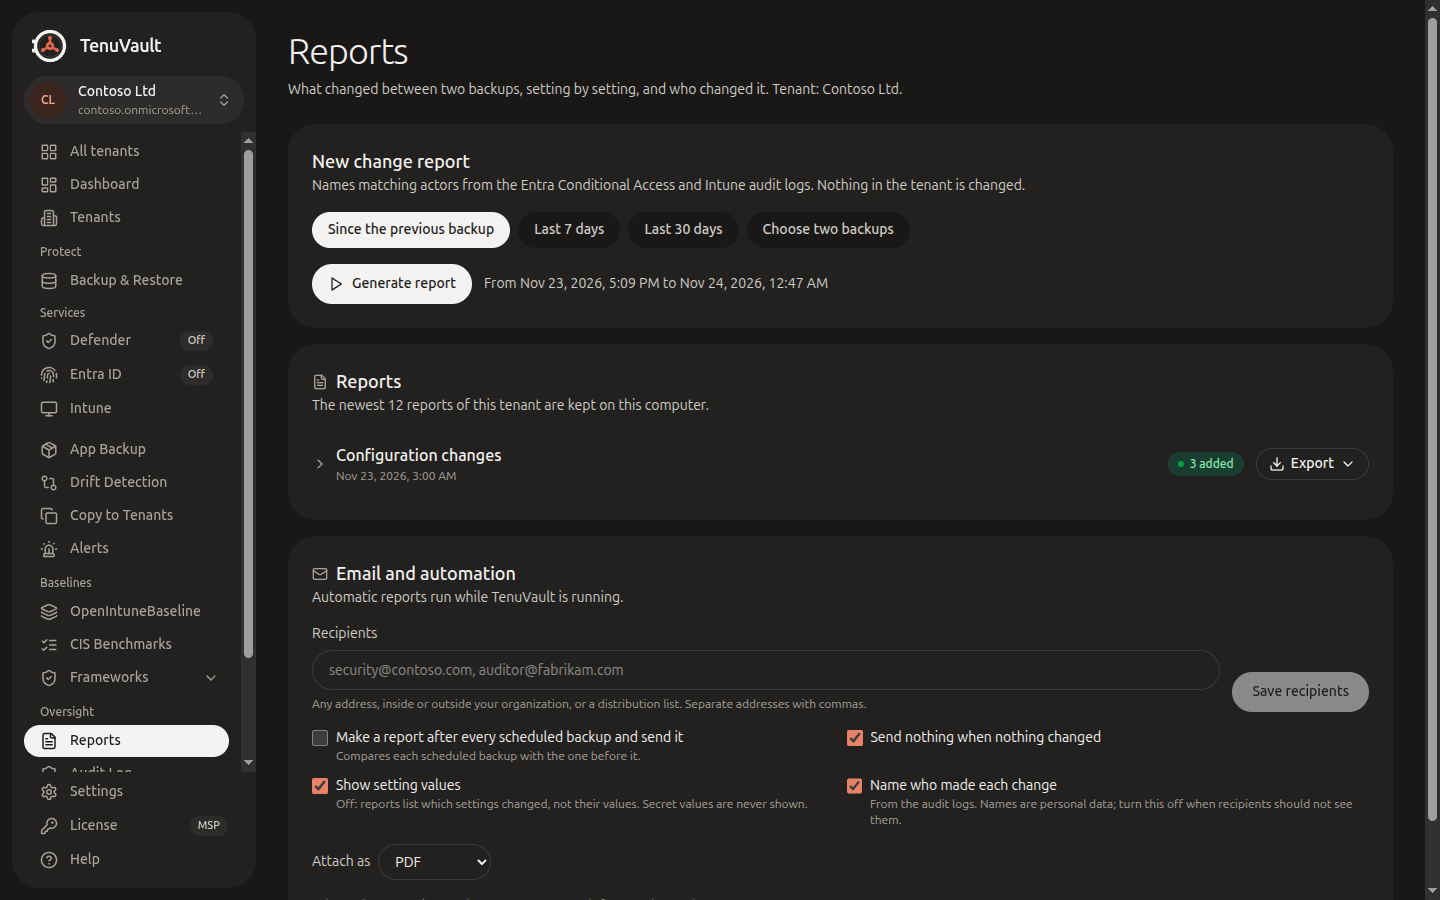 TenuVault
CL
Contoso Ltd
contoso.onmicrosoft...
All tenants
Dashboard
Tenants
Protect
Backup & Restore
Services
Defender
Off
Entra ID
Off
Intune
App Backup
Drift Detection
Copy to Tenants
Alerts
Baselines
OpenIntuneBaseline
CIS Benchmarks
Frameworks
Oversight
Reports
Audit Log
Settings
License
MSP
Help
Reports
What changed between two backups, setting by setting, and who changed it. Tenant: Contoso Ltd.
New change report
Names matching actors from the Entra Conditional Access and Intune audit logs. Nothing in the tenant is changed.
Since the previous backup
Last 7 days
Last 30 days
Choose two backups
Generate report
From Nov 23, 2026, 5:09 PM to Nov 24, 2026, 12:47 AM
Reports
The newest 12 reports of this tenant are kept on this computer.
Configuration changes
Nov 23, 2026, 3:00 AM
3 added
Export
Email and automation
Automatic reports run while TenuVault is running.
Recipients
security@contoso.com, auditor@fabrikam.com
Save recipients
Any address, inside or outside your organization, or a distribution list. Separate addresses with commas.
Make a report after every scheduled backup and send it
Compares each scheduled backup with the one before it.
Send nothing when nothing changed
Show setting values
Off: reports list which settings changed, not their values. Secret values are never shown.
Name who made each change
From the audit logs. Names are personal data; turn this off when recipients should not see
them.
Attach as
PDF